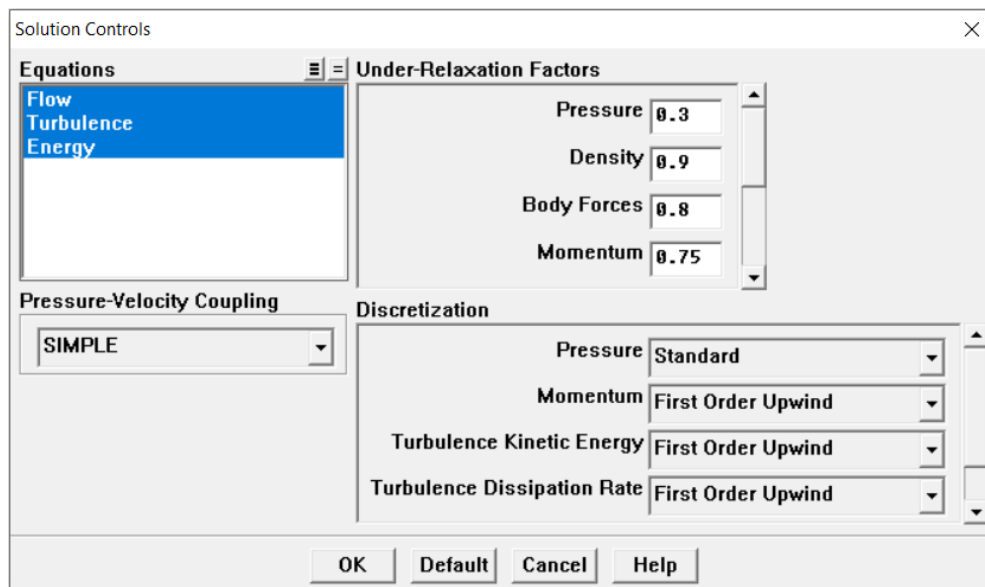 Solution Controls
Equations
Flow
Turbulence
Energy
Under-Relaxation Factors
Pressure 0.3
Density 0.9
Body Forces 0.8
Momentum 0.75
Pressure-Velocity Coupling
SIMPLE
Discretization
Pressure Standard
Momentum First Order Upwind
Turbulence Kinetic Energy First Order Upwind
Turbulence Dissipation Rate First Order Upwind
OK Default Cancel Help